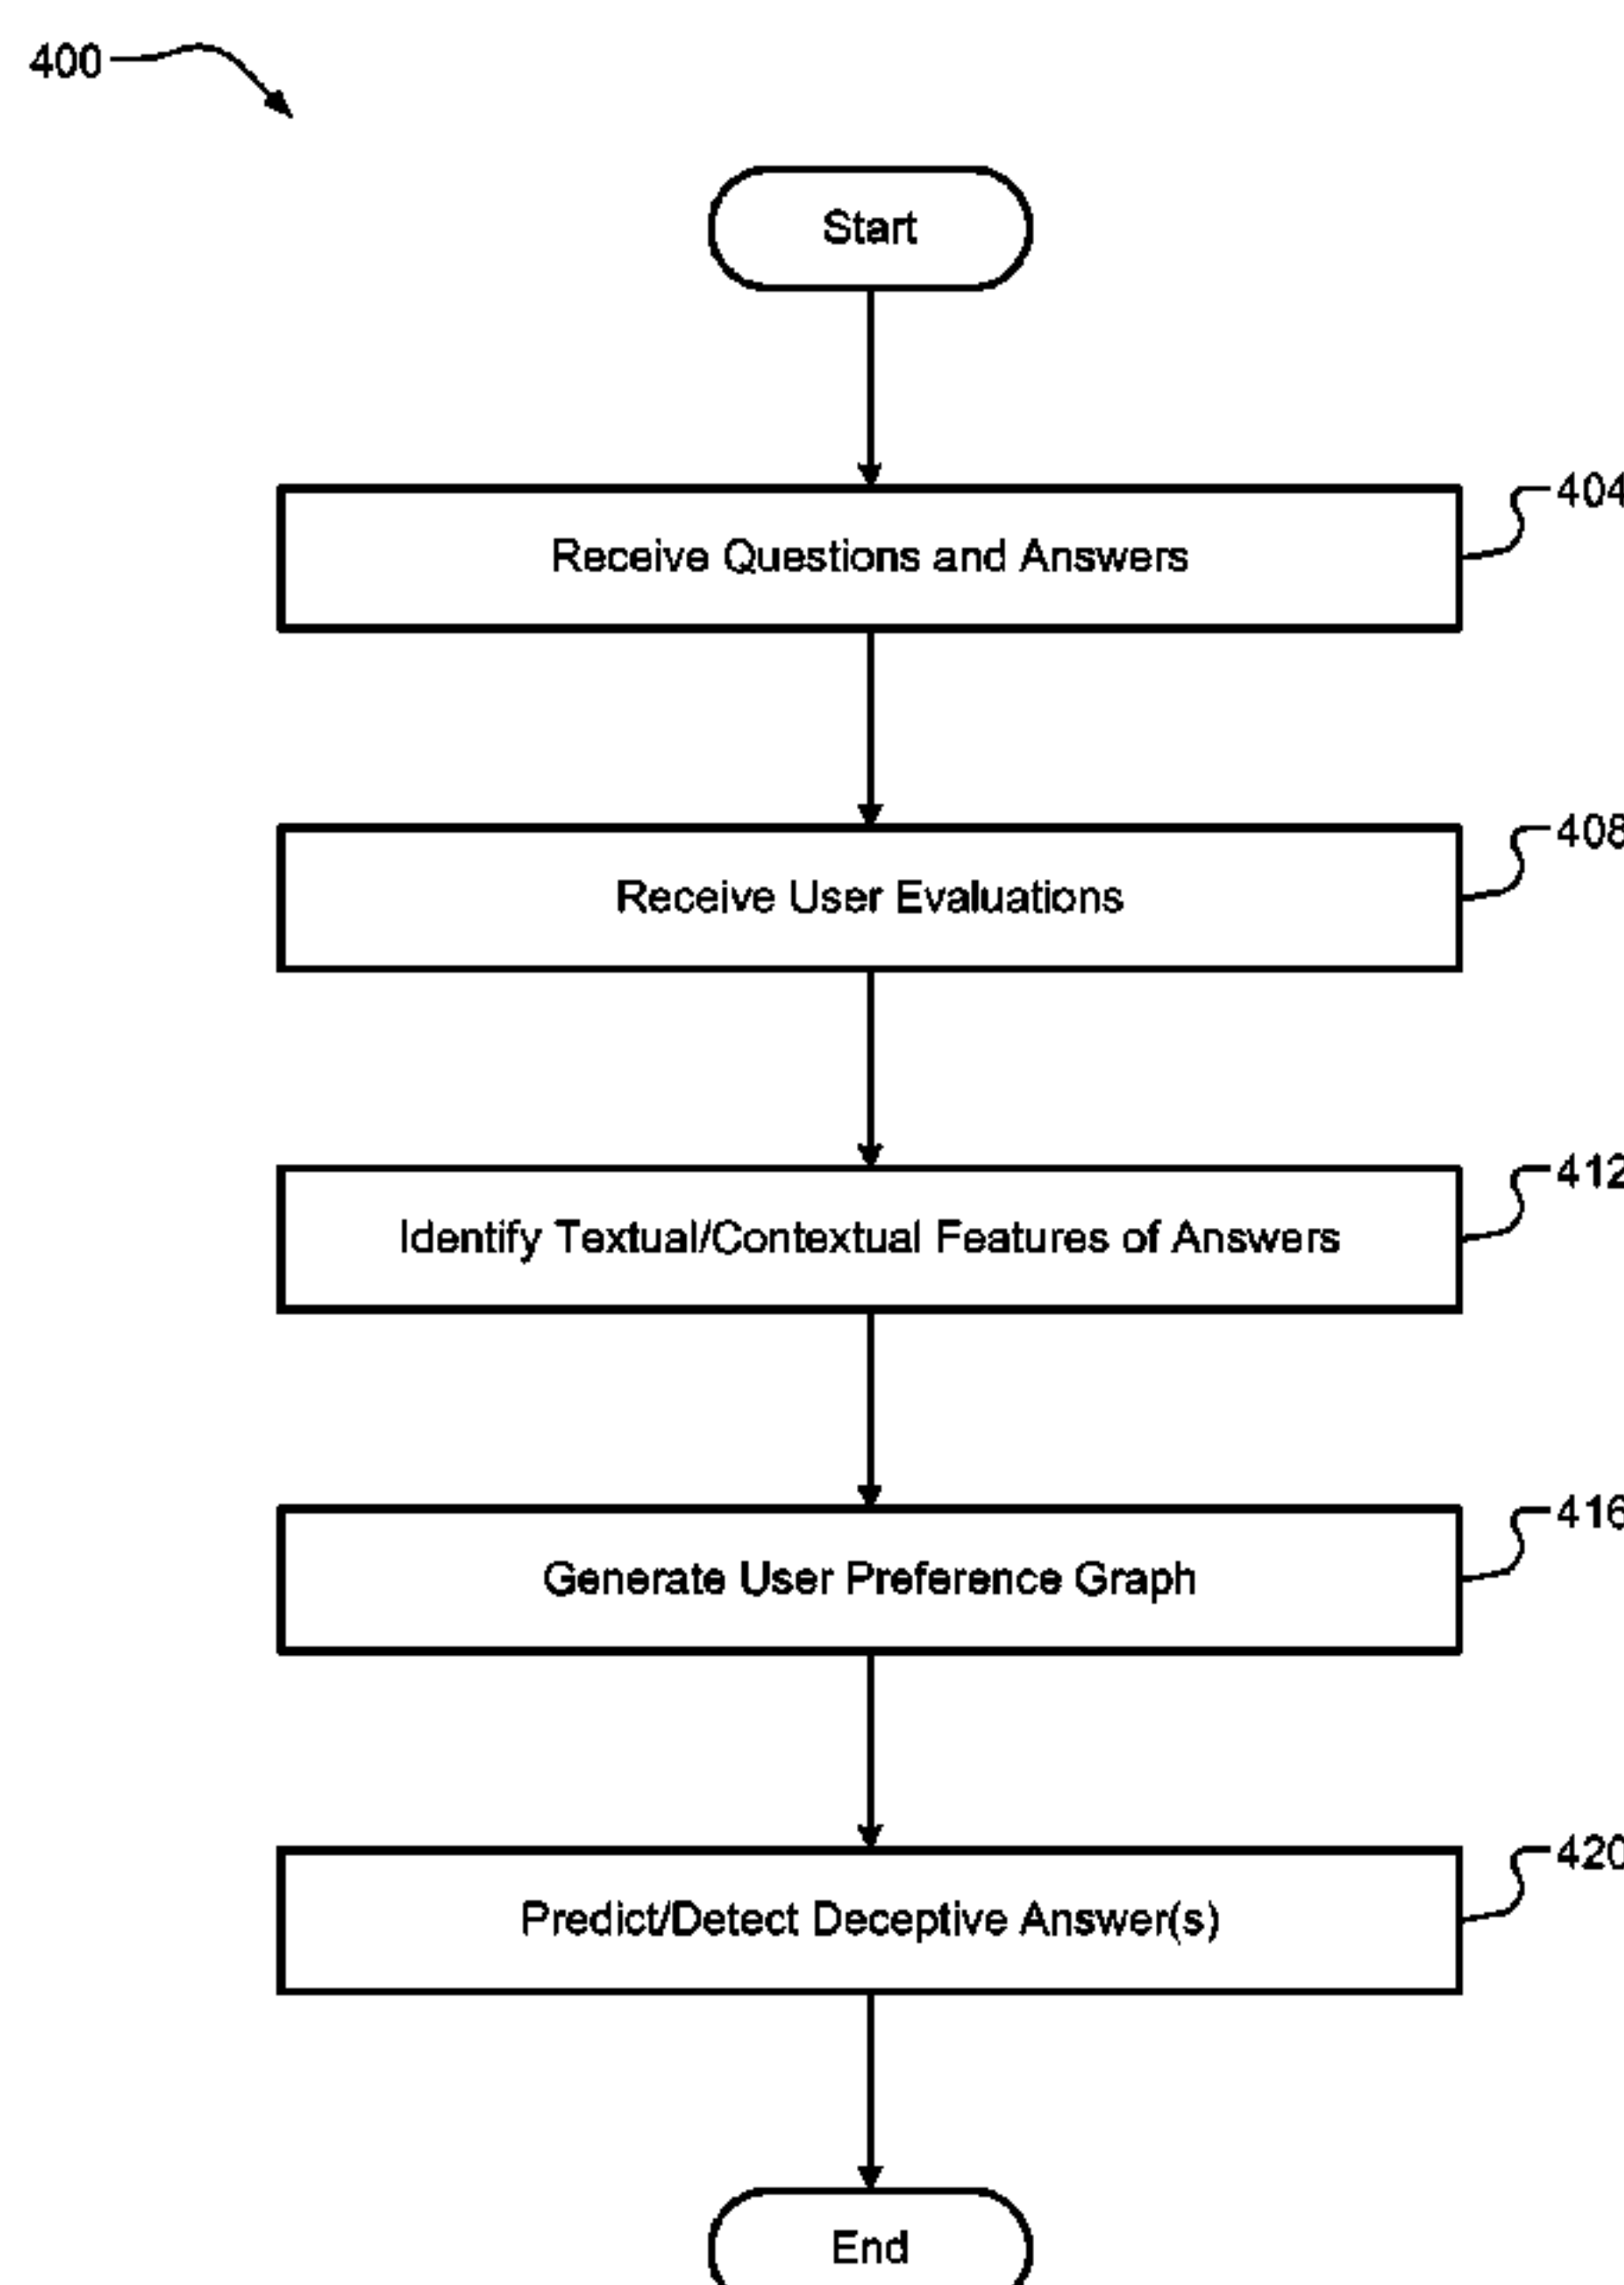 400
Start
404
Receive Questions and Answers
408
Receive User Evaluations
412
Identify Textual/Contextual Features of Answers
416
Generate User Preference Graph
420
Predict/Detect Deceptive Answer(s)
End